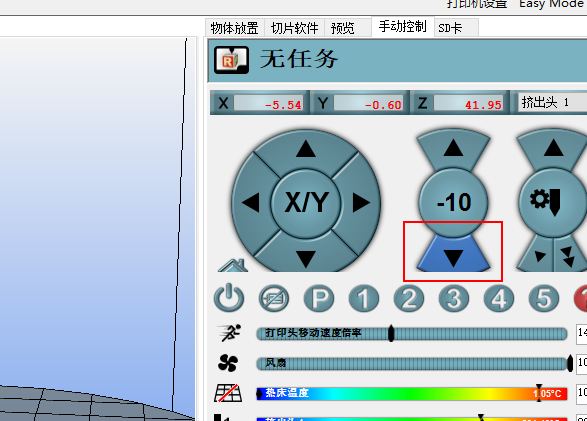 打印机设置 Easy Mode
物体放置 切片软件 预览 手动控制 SD卡
无任务
X -5.54 Y -0.60 Z 41.95 挤出头 1
X/Y -10
P 1 2 3 4 5
打印头移动速度倍率
风扇
热床温度 1.05°C